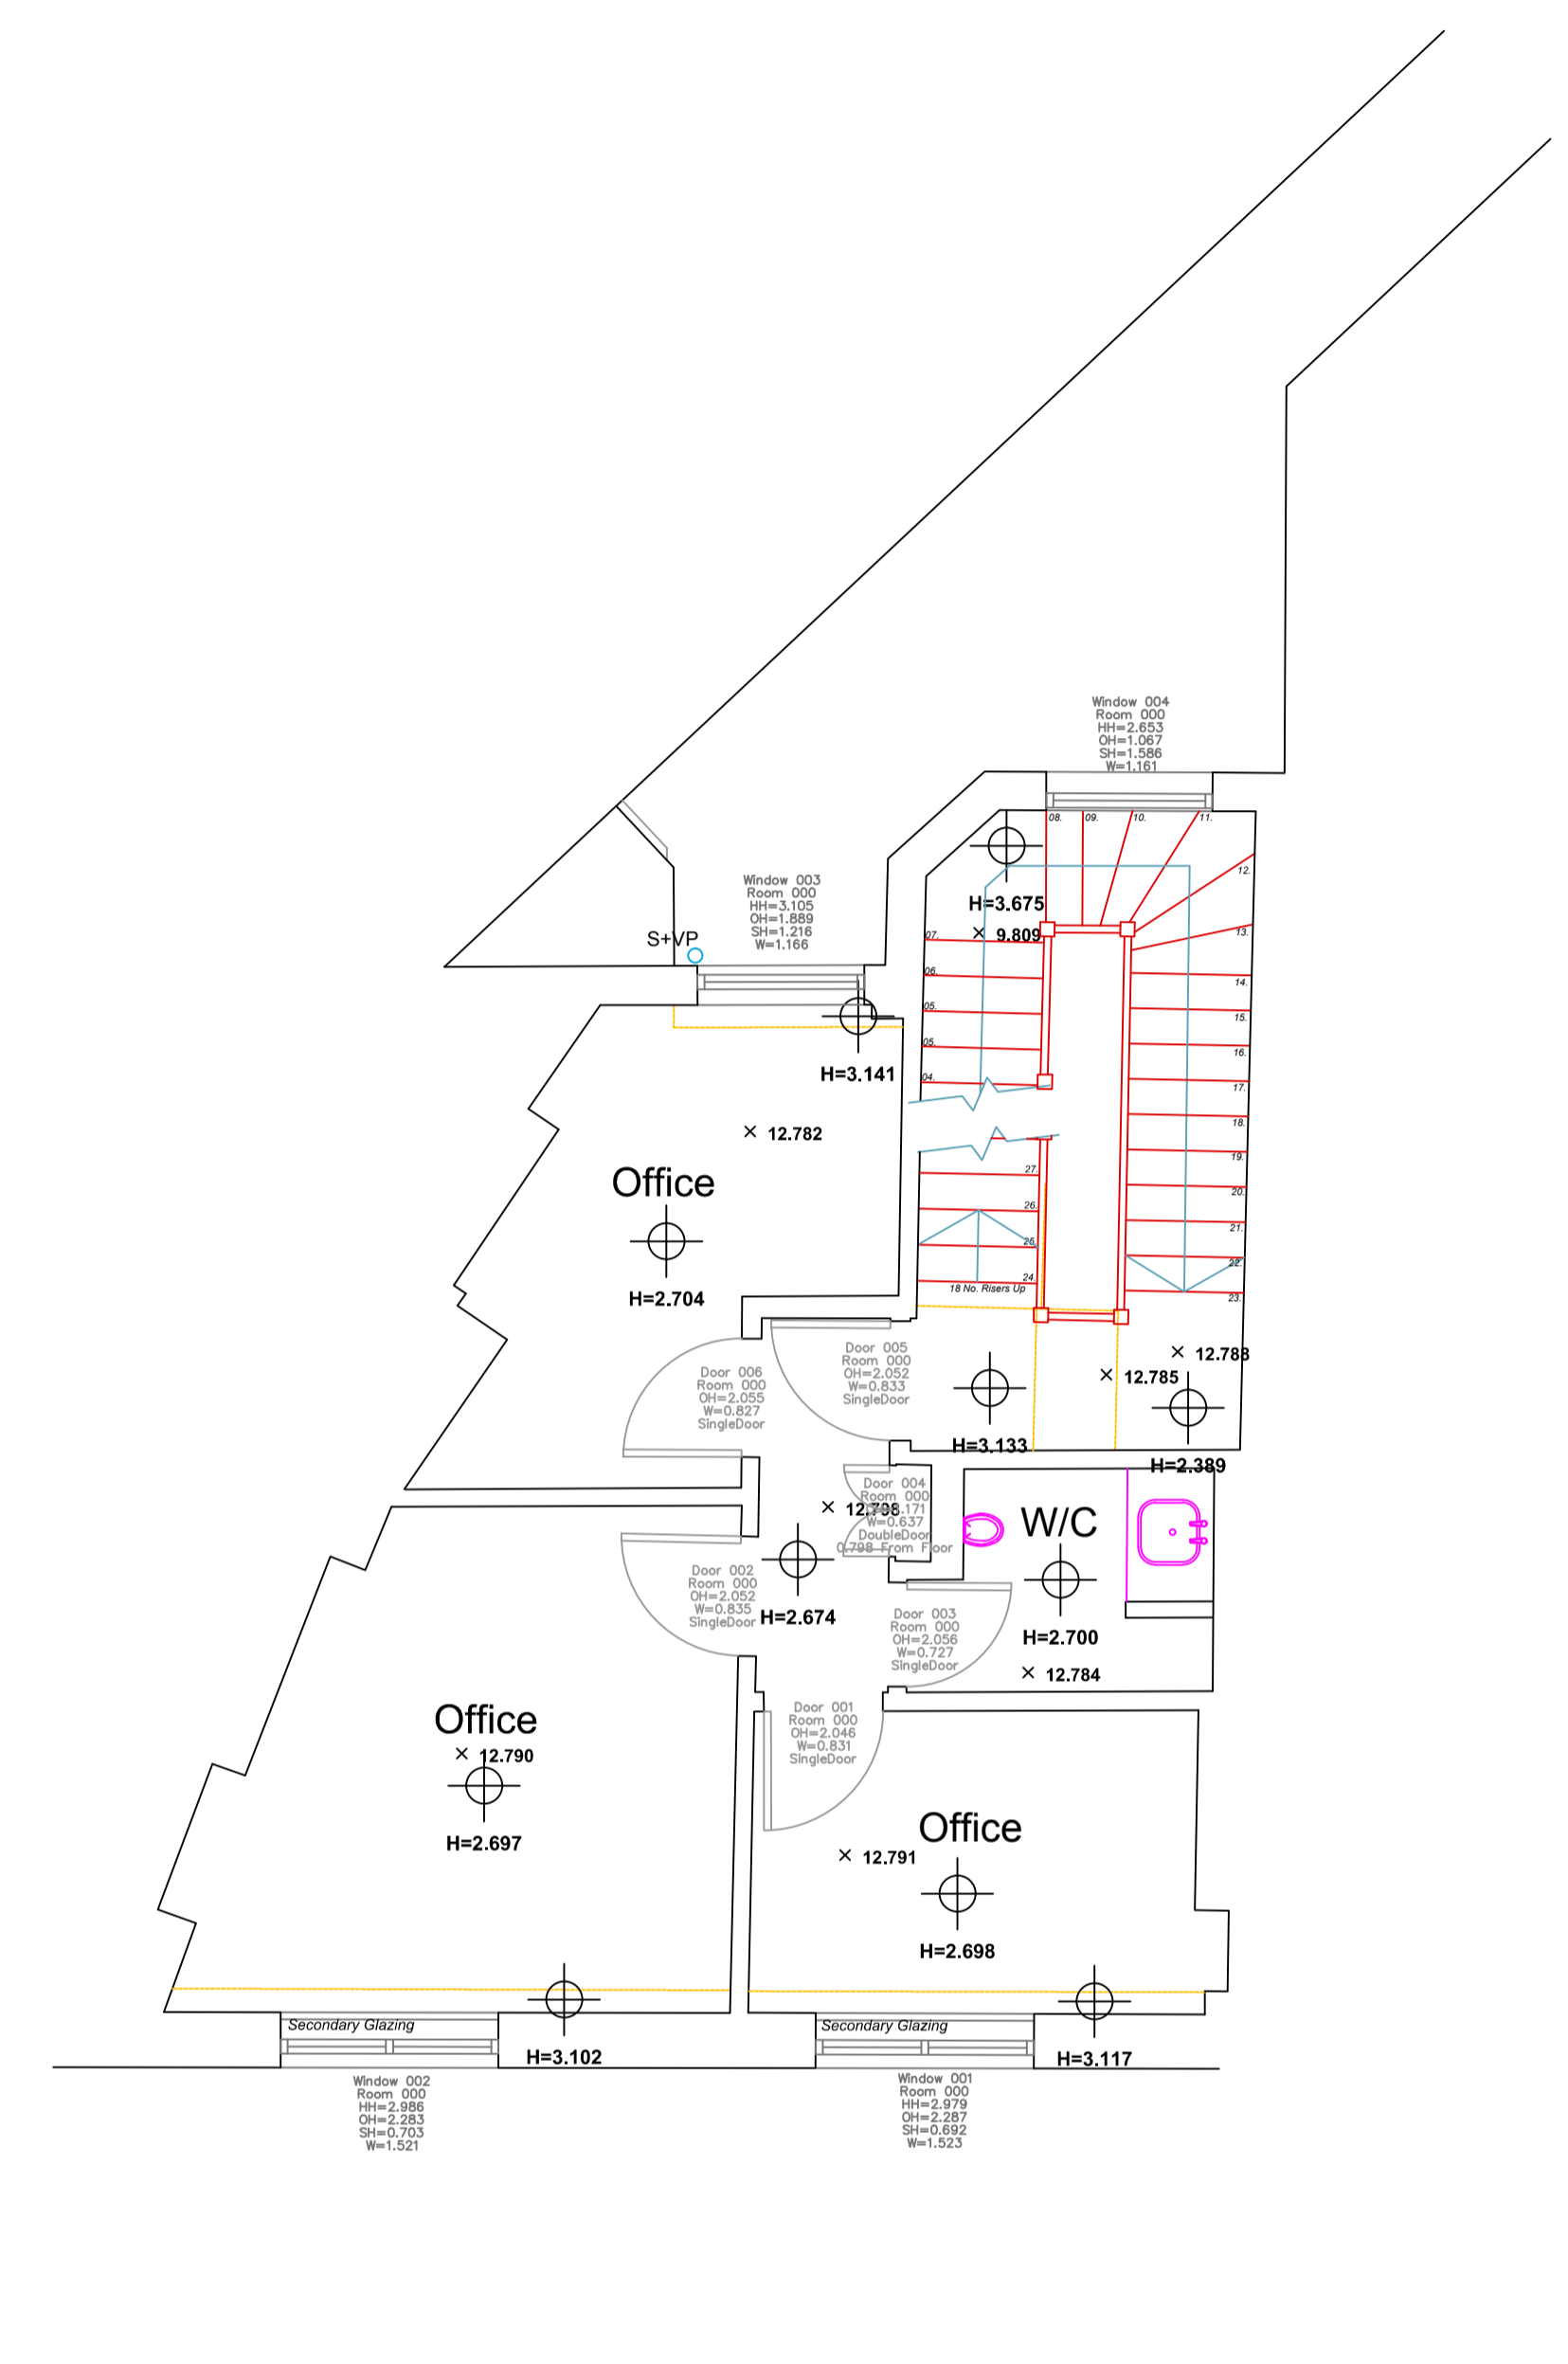 Window 004
Room 000
HH=2.653
OH=1.067
SH=1.586
W=1.161
08.
09.
10.
11.
12.
13.
14.
15.
16.
17.
18.
19.
20.
21.
22.
23.
H=3.675
9.809
07.
06.
05.
05.
04.
27.
26.
25.
24.
18 No. Risers Up
Window 003
Room 000
HH=3.105
OH=1.889
SH=1.216
W=1.166
S+VP
H=3.141
12.782
Office
H=2.704
Door 005
Room 000
OH=2.052
W=0.833
SingleDoor
Door 006
Room 000
OH=2.055
W=0.827
SingleDoor
12.788
12.785
H=3.133
H=2.389
Door 004
Room 000
W=0.637
DoubleDoor
0.798 From Floor
12.798
W/C
H=2.674
H=2.700
12.784
Door 002
Room 000
OH=2.052
W=0.835
SingleDoor
Door 003
Room 000
OH=2.056
W=0.727
SingleDoor
Door 001
Room 000
OH=2.046
W=0.831
SingleDoor
Office
12.790
H=2.697
Office
12.791
H=2.698
Secondary Glazing
H=3.102
Secondary Glazing
H=3.117
Window 002
Room 000
HH=2.986
OH=2.283
SH=0.703
W=1.521
Window 001
Room 000
HH=2.979
OH=2.287
SH=0.692
W=1.523